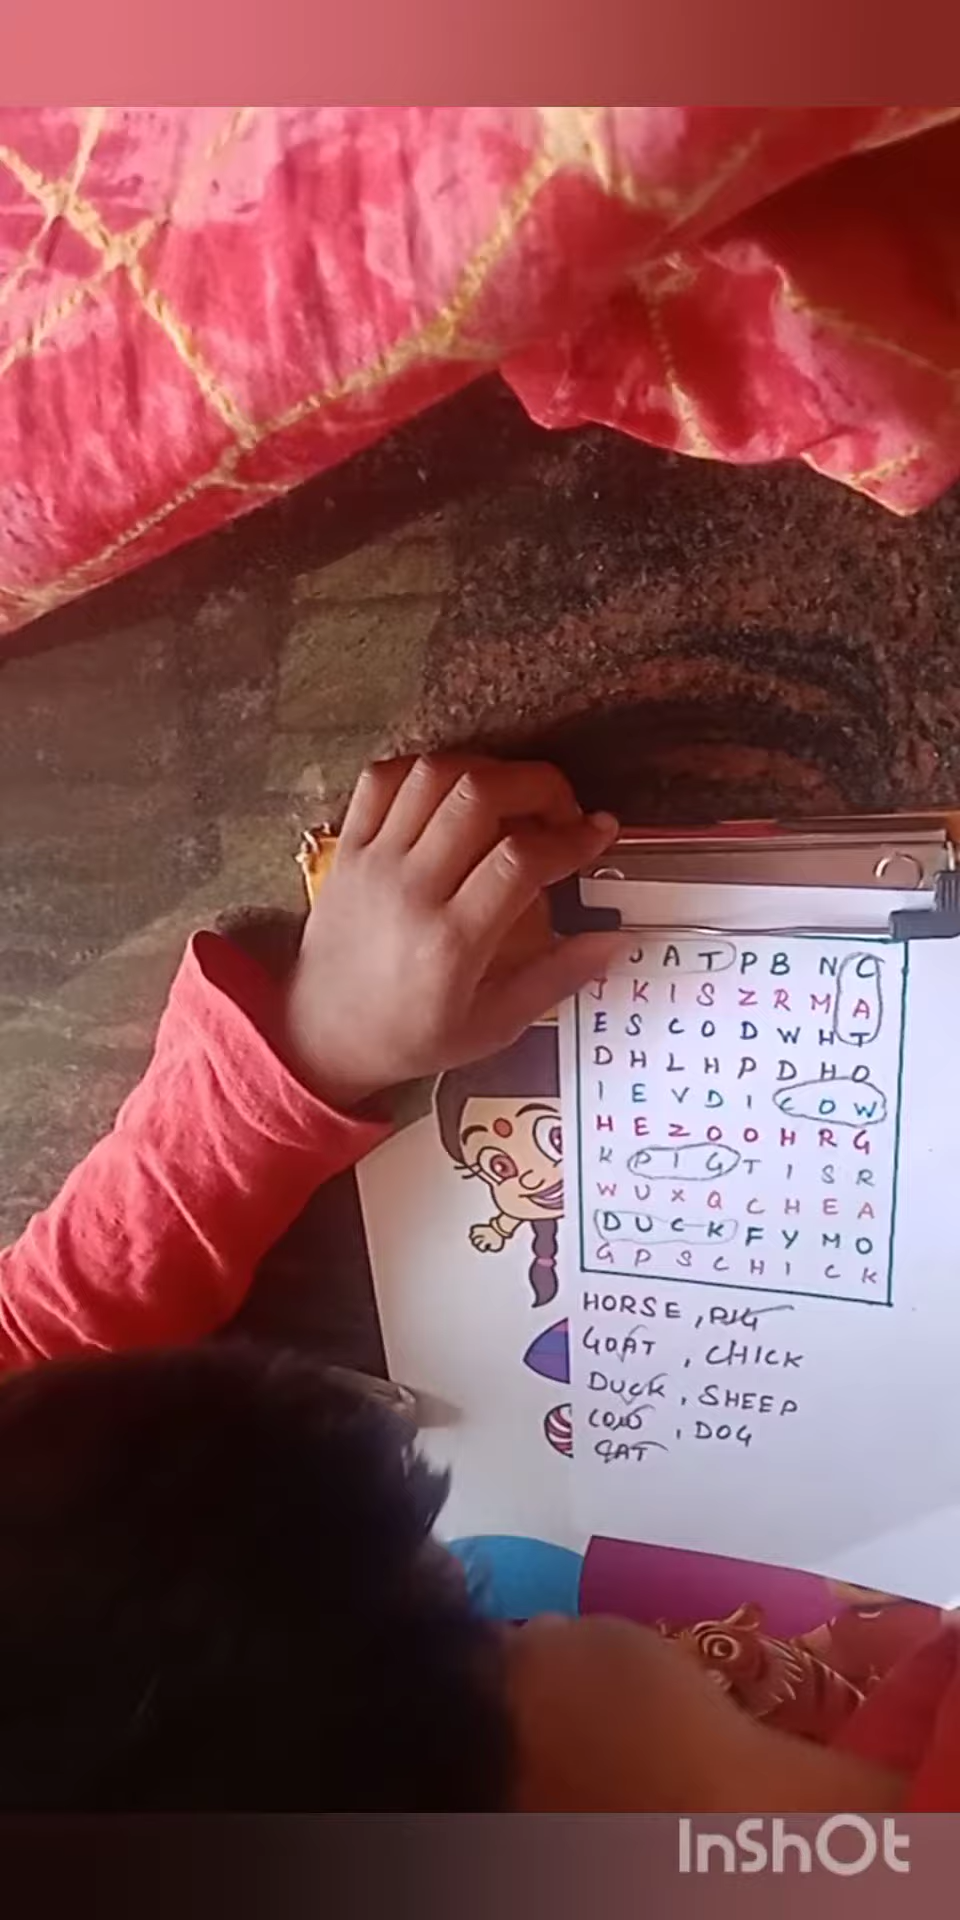 J A T P B N C
J K I S Z R M A
E S C O D W H T
D H L H P D H O
I E V D I C O W
H E Z O O H R G
K P I G T I S R
W U X Q C H E A
D U C K F Y M O
G P S C H I C K
HORSE, PIG
GOAT, CHICK
DUCK, SHEEP
COW, DOG
CAT
InShOt